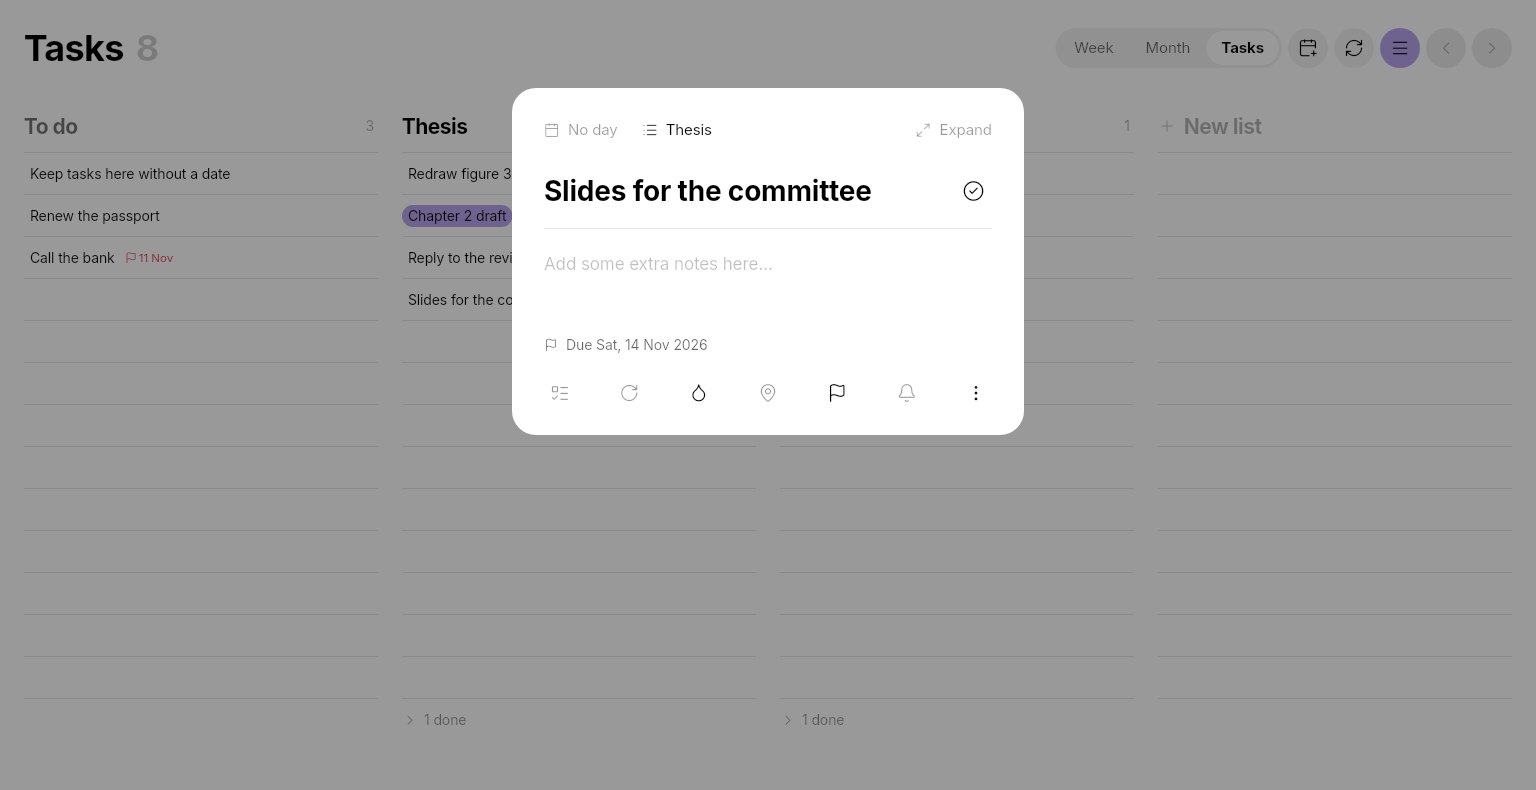 Tasks 8
Week Month Tasks
To do 3
Thesis
1
New list
Keep tasks here without a date
Renew the passport
Call the bank 11 Nov
Redraw figure 3
Chapter 2 draft
Reply to the
Slides for the
1 done
1 done
No day Thesis Expand
Slides for the committee
Add some extra notes here...
Due Sat, 14 Nov 2026